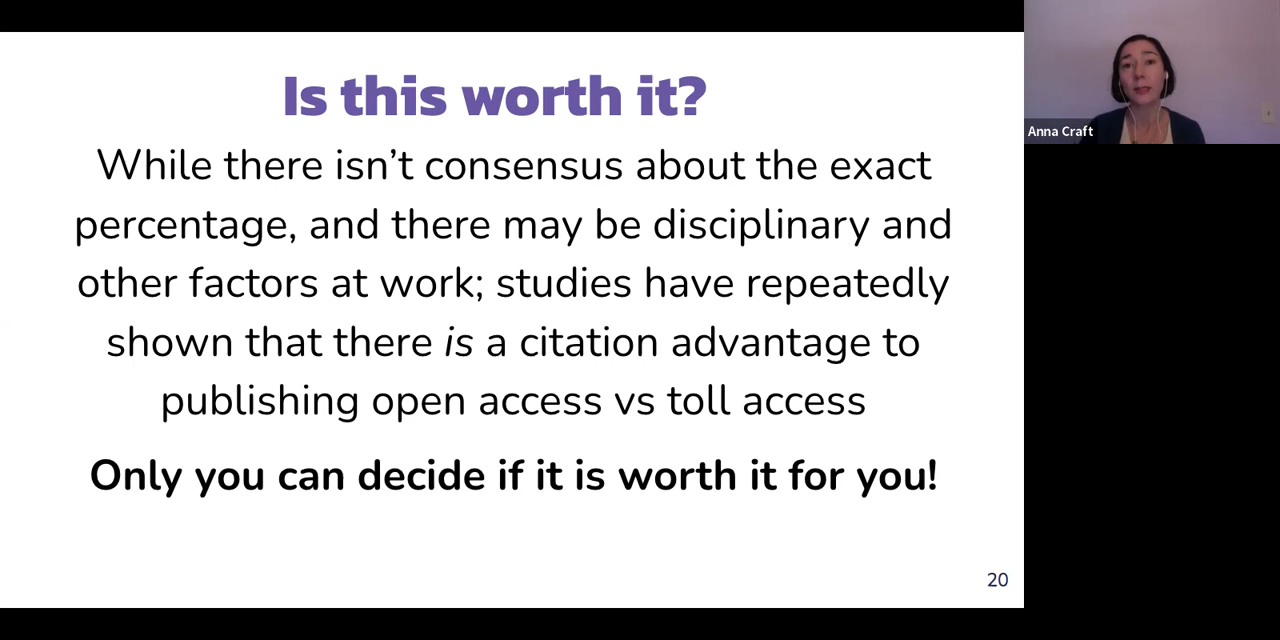 Is this worth it?
While there isn’t consensus about the exact
percentage, and there may be disciplinary and
other factors at work; studies have repeatedly
shown that there is a citation advantage to
publishing open access vs toll access
Only you can decide if it is worth it for you!
20
Anna Craft